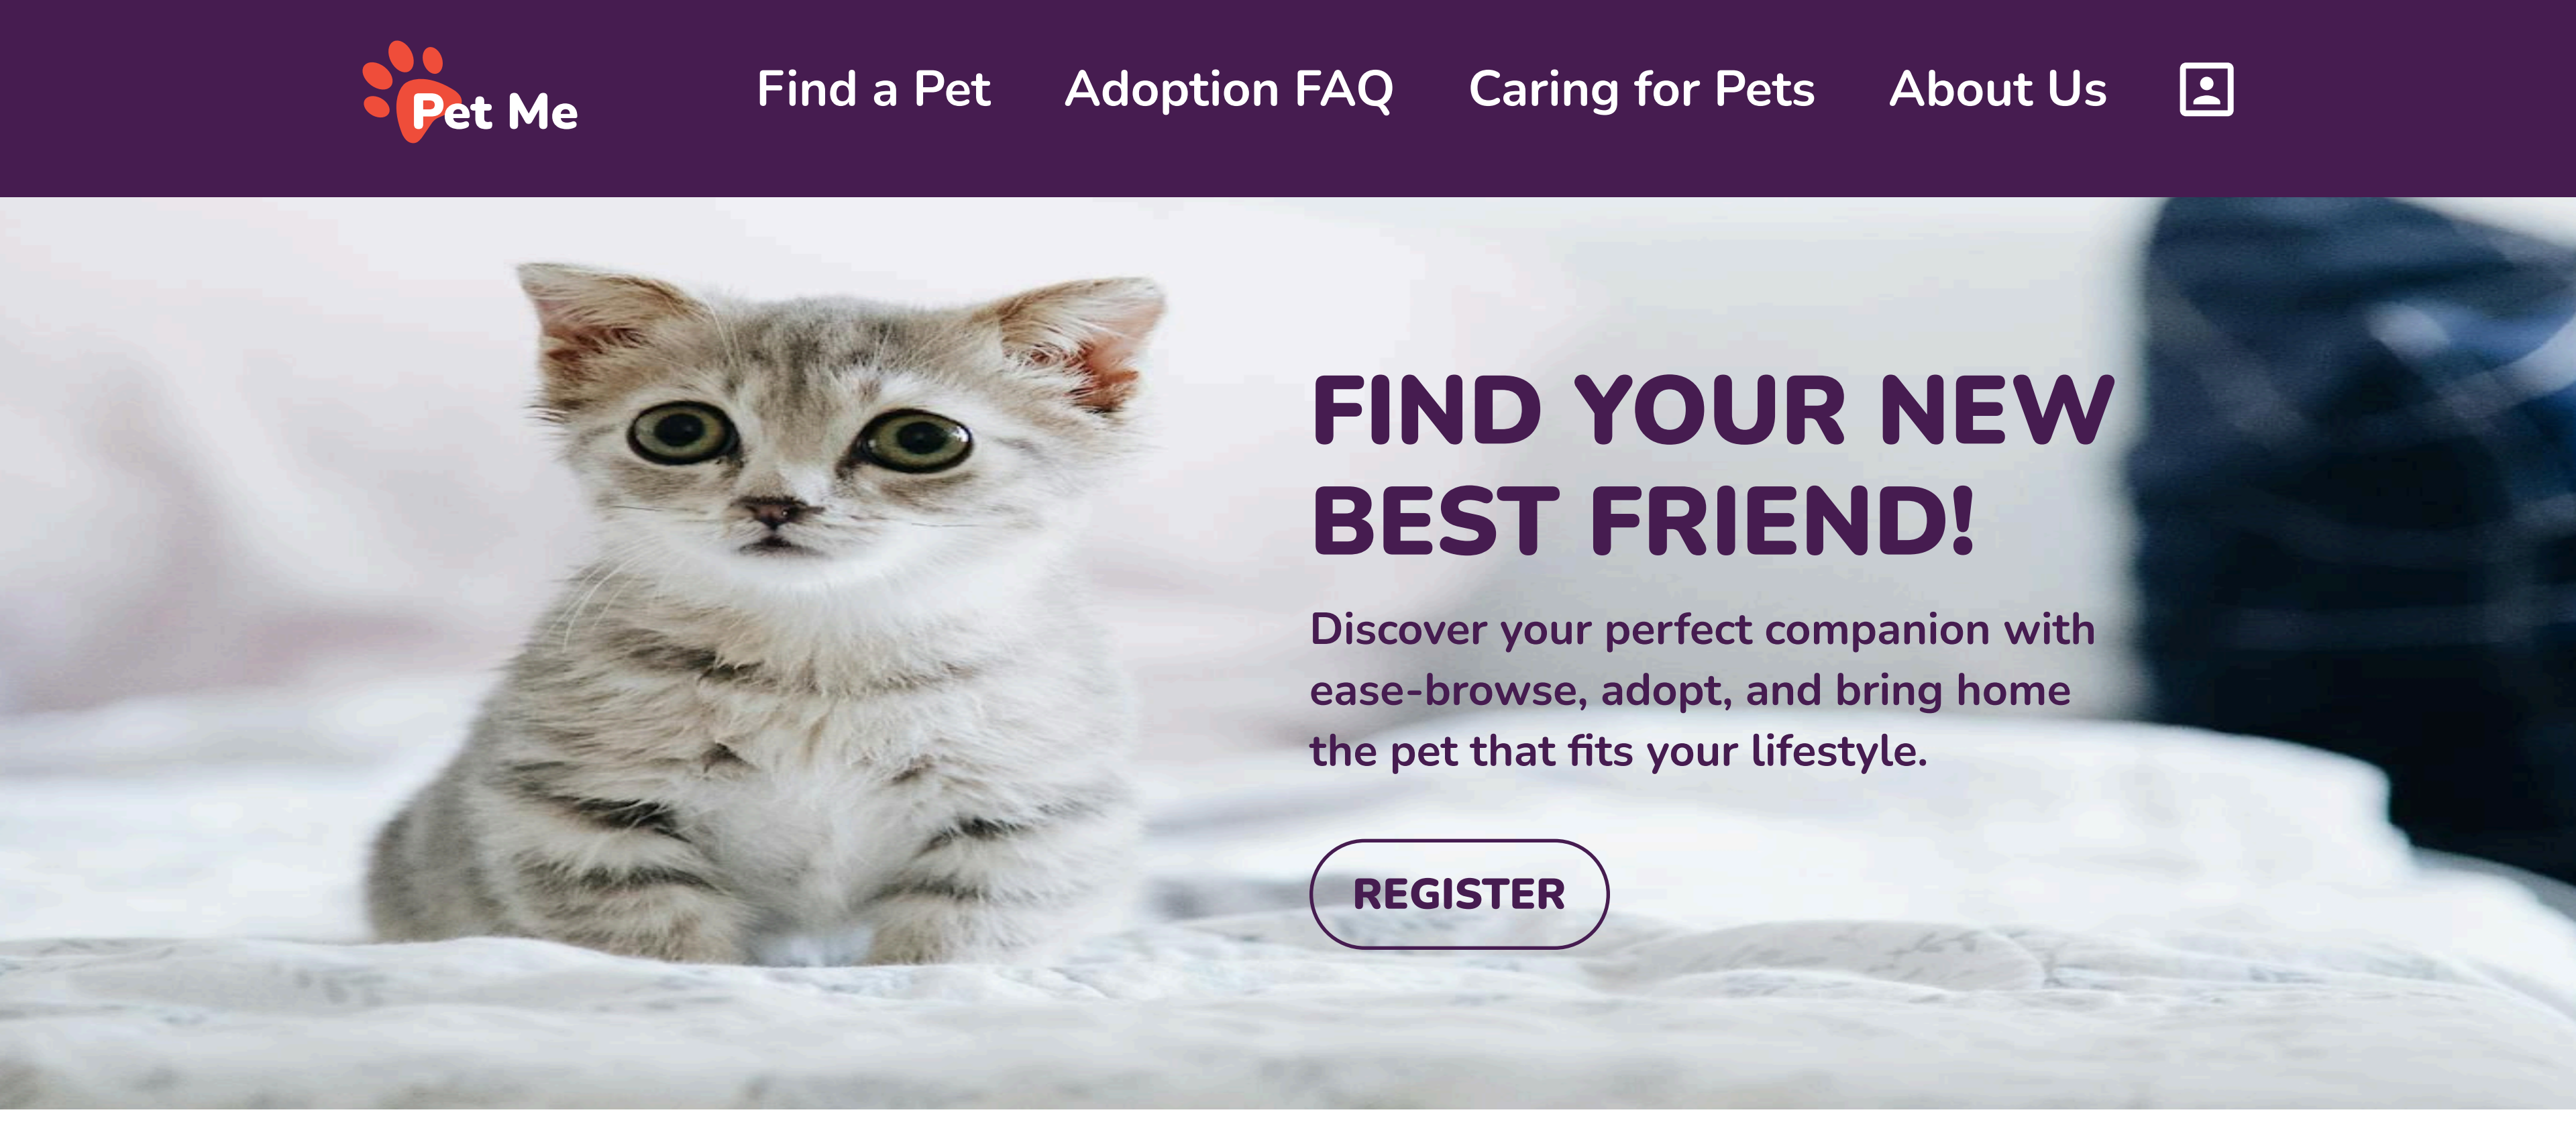 Pet Me
Find a Pet
Adoption FAQ
Caring for Pets
About Us
FIND YOUR NEW
BEST FRIEND!
Discover your perfect companion with
ease-browse, adopt, and bring home
the pet that fits your lifestyle.
REGISTER